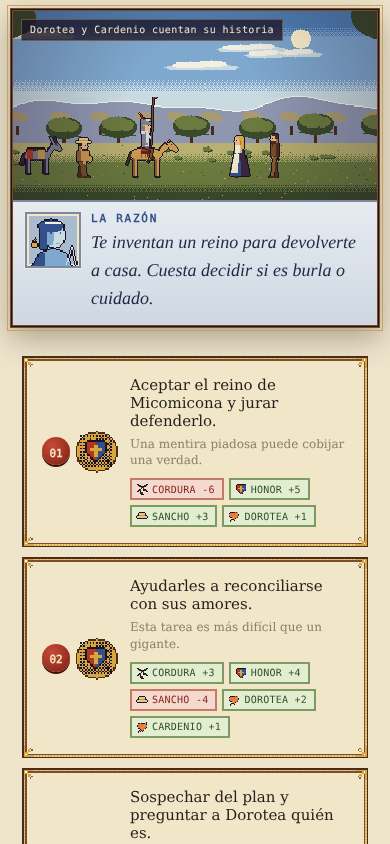 Dorotea y Cardenio cuentan su historia
LA RAZÓN
Te inventan un reino para devolverte
a casa. Cuesta decidir si es burla o
cuidado.
01
Aceptar el reino de
Micomicona y jurar
defenderlo.
Una mentira piadosa puede cobijar
una verdad.
CORDURA -6 HONOR +5
SANCHO +3 DOROTEA +1
02
Ayudarles a reconciliarse
con sus amores.
Esta tarea es más difícil que un
gigante.
CORDURA +3 HONOR +4
SANCHO -4 DOROTEA +2
CARDENIO +1
Sospechar del plan y
preguntar a Dorotea quién
es.